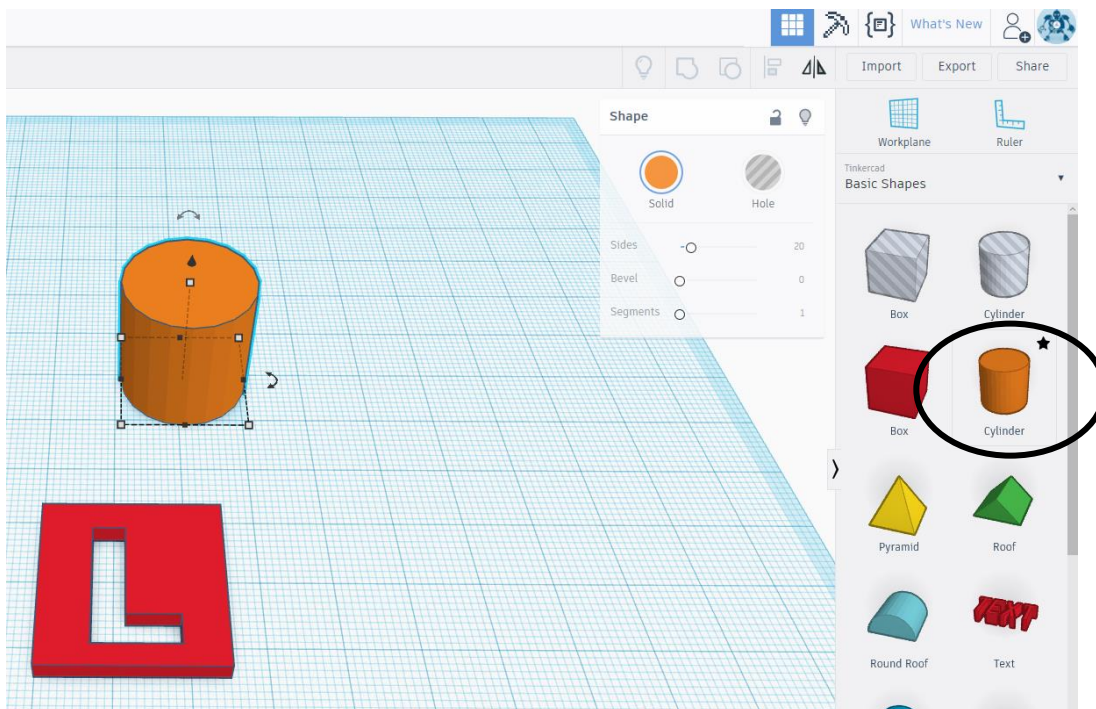 What's New
Import Export Share
Shape
Workplane Ruler
Tinkercad
Basic Shapes
Solid Hole
Sides 20
Bevel 0
Segments 1
Box Cylinder
Box Cylinder
Pyramid Roof
Round Roof Text
TEXT
L